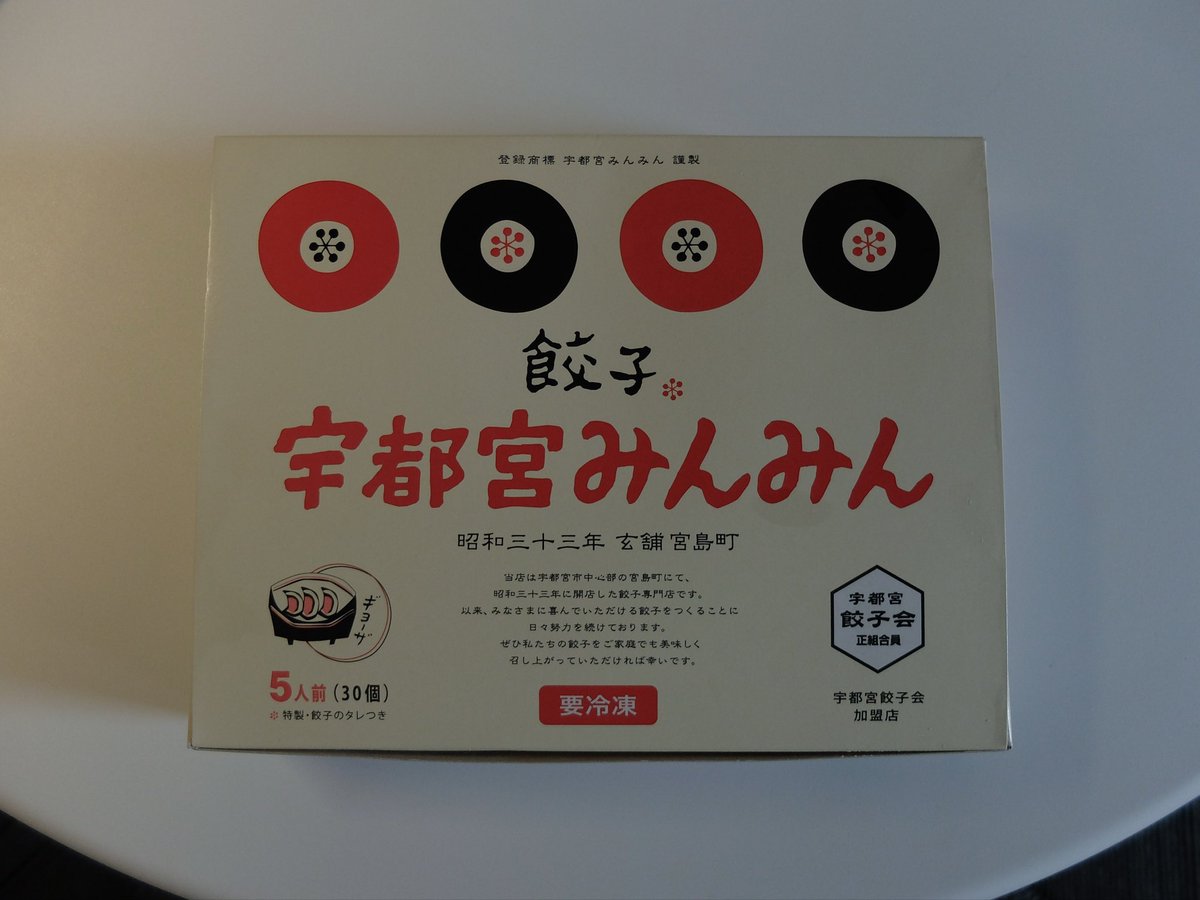 登録商標 宇都宮みんみん 謹製
餃子
宇都宮みんみん
昭和三十三年 玄舗 宮島町
当店は宇都宮市中心部の宮島町にて、
昭和三十三年に開店した餃子専門店です。
以来、みなさまに喜んでいただける餃子をつくることに
日々努力を続けております。
ぜひ私たちの餃子をご家庭でも美味しく
召し上がっていただければ幸いです。
ギョーザ
5人前(30個)
特製・餃子のタレつき
要冷凍
宇都宮
餃子会
正組合員
宇都宮餃子会
加盟店